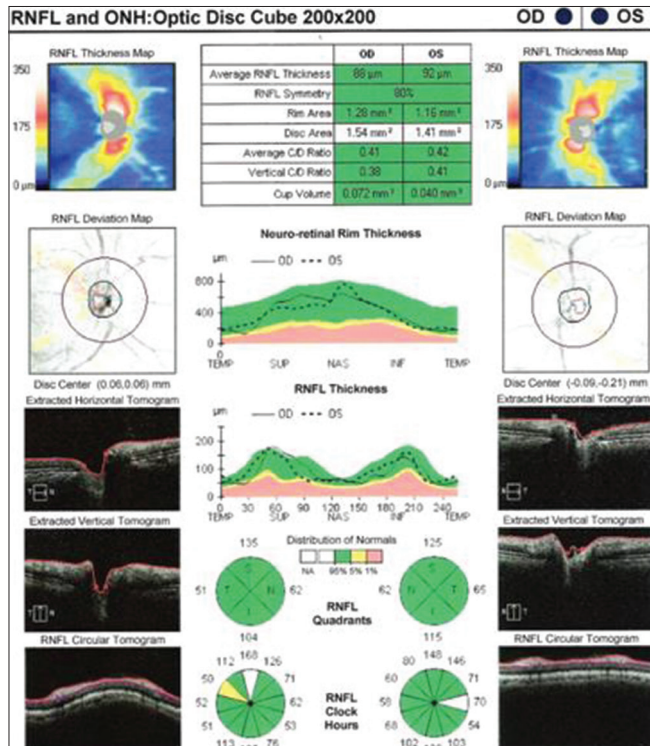 RNFL and ONH:Optic Disc Cube 200x200 OD OS
RNFL Thickness Map
350
175
0 µm
OD OS
Average RNFL Thickness 88 µm 92 µm
RNFL Symmetry 80%
Rim Area 1.28 mm² 1.16 mm²
Disc Area 1.54 mm² 1.41 mm²
Average C/D Ratio 0.41 0.42
Vertical C/D Ratio 0.38 0.41
Cup Volume 0.072 mm³ 0.040 mm³
RNFL Thickness Map
350
175
0 µm
RNFL Deviation Map
Disc Center (0.06,0.06) mm
Neuro-retinal Rim Thickness
µm OD OS
800
400
0
0
TEMP SUP NAS INF TEMP
RNFL Deviation Map
Disc Center (-0.09,-0.21) mm
Extracted Horizontal Tomogram
T N
RNFL Thickness
µm OD OS
200
100
0
0 30 60 90 120 150 180 210 240
TEMP SUP NAS INF TEMP
Extracted Horizontal Tomogram
N T
Extracted Vertical Tomogram
T N
Distribution of Normals
NA 95% 5% 1%
135
51 S T N I 62
104
RNFL
Quadrants
125
62 S N T I 65
115
Extracted Vertical Tomogram
N T
RNFL Circular Tomogram
168
112 126
50 71
52 62
51 53
113 76
RNFL
Clock
Hours
148
80 146
60 71
58 70
68 54
102 103
RNFL Circular Tomogram